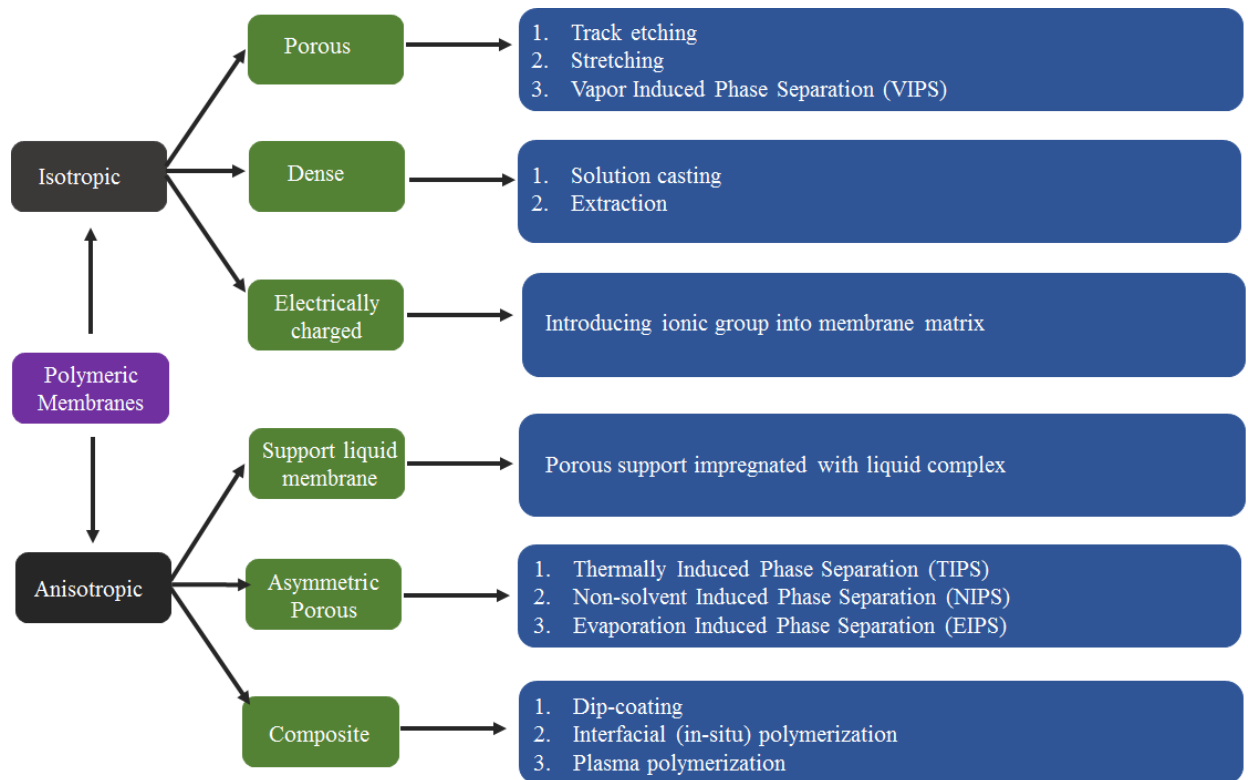 Porous
1. Track etching
2. Stretching
3. Vapor Induced Phase Separation (VIPS)
Isotropic
Dense
1. Solution casting
2. Extraction
Electrically
charged
Introducing ionic group into membrane matrix
Polymeric
Membranes
Support liquid
membrane
Porous support impregnated with liquid complex
Anisotropic
Asymmetric
Porous
1. Thermally Induced Phase Separation (TIPS)
2. Non-solvent Induced Phase Separation (NIPS)
3. Evaporation Induced Phase Separation (EIPS)
Composite
1. Dip-coating
2. Interfacial (in-situ) polymerization
3. Plasma polymerization